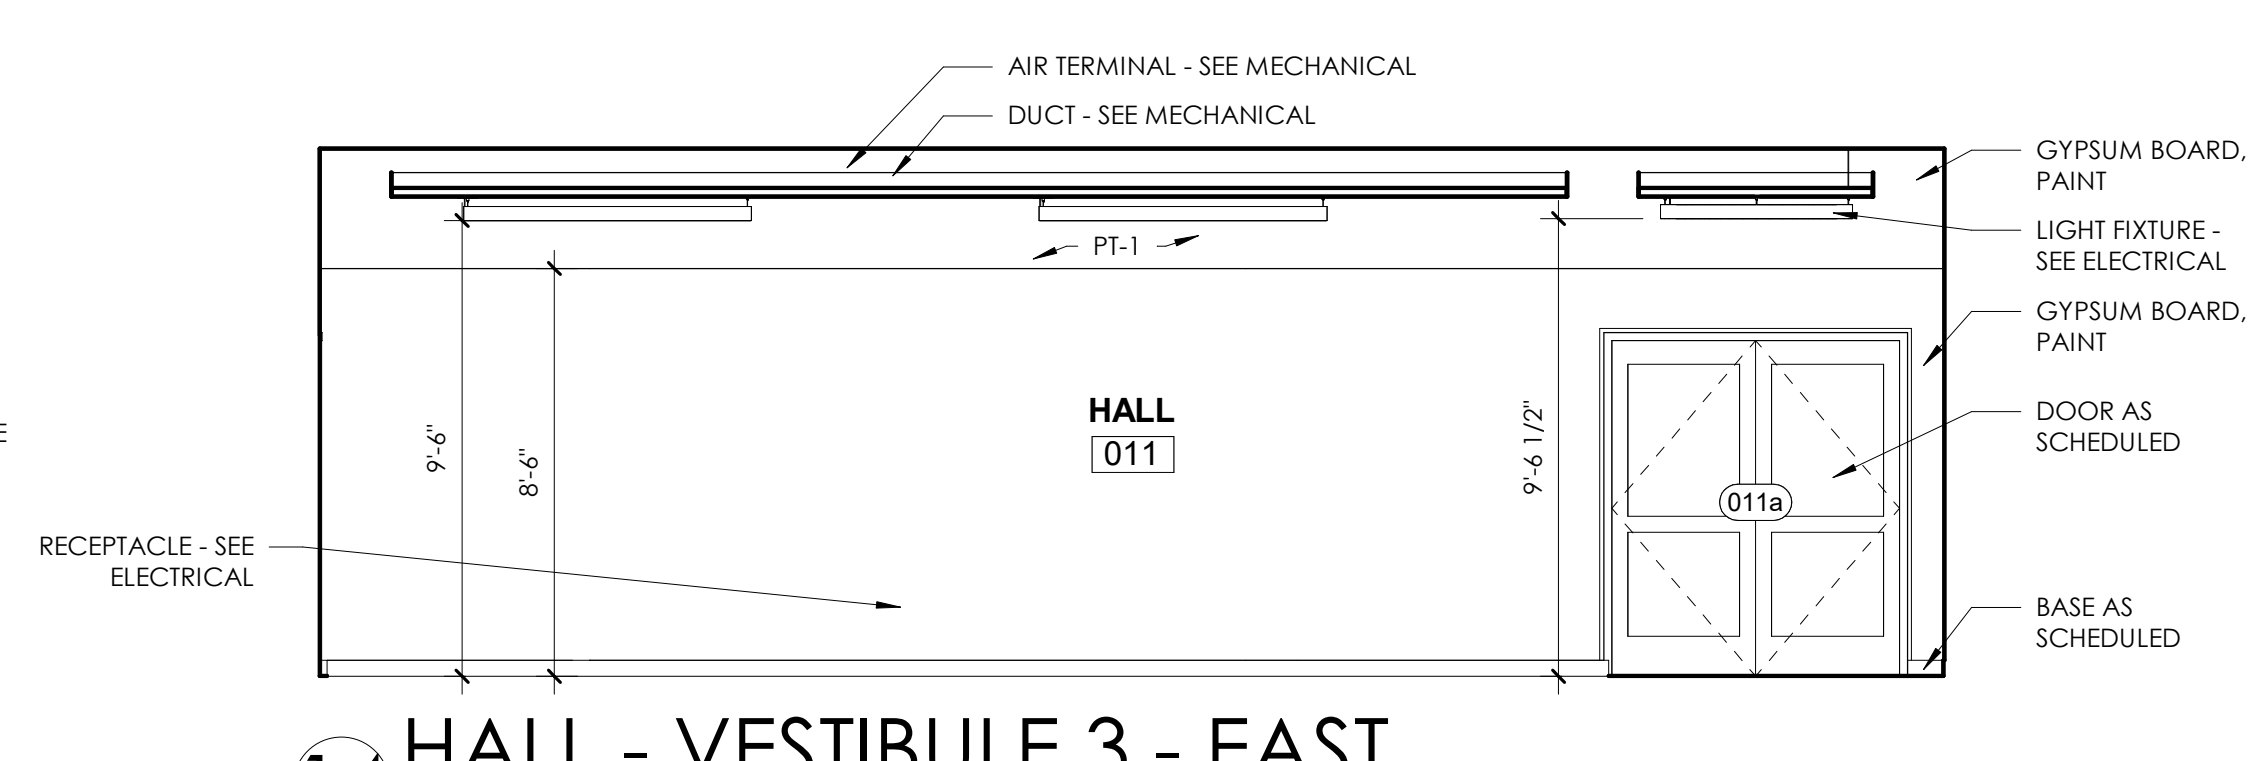 AIR TERMINAL - SEE MECHANICAL
DUCT - SEE MECHANICAL
GYPSUM BOARD,
PAINT
LIGHT FIXTURE -
SEE ELECTRICAL
PT-1
GYPSUM BOARD,
PAINT
HALL
011
9'-6"
8'-6"
9'-6 1/2"
DOOR AS
SCHEDULED
011a
RECEPTACLE - SEE
ELECTRICAL
BASE AS
SCHEDULED
HALL - VESTIBULE 3 - EAST